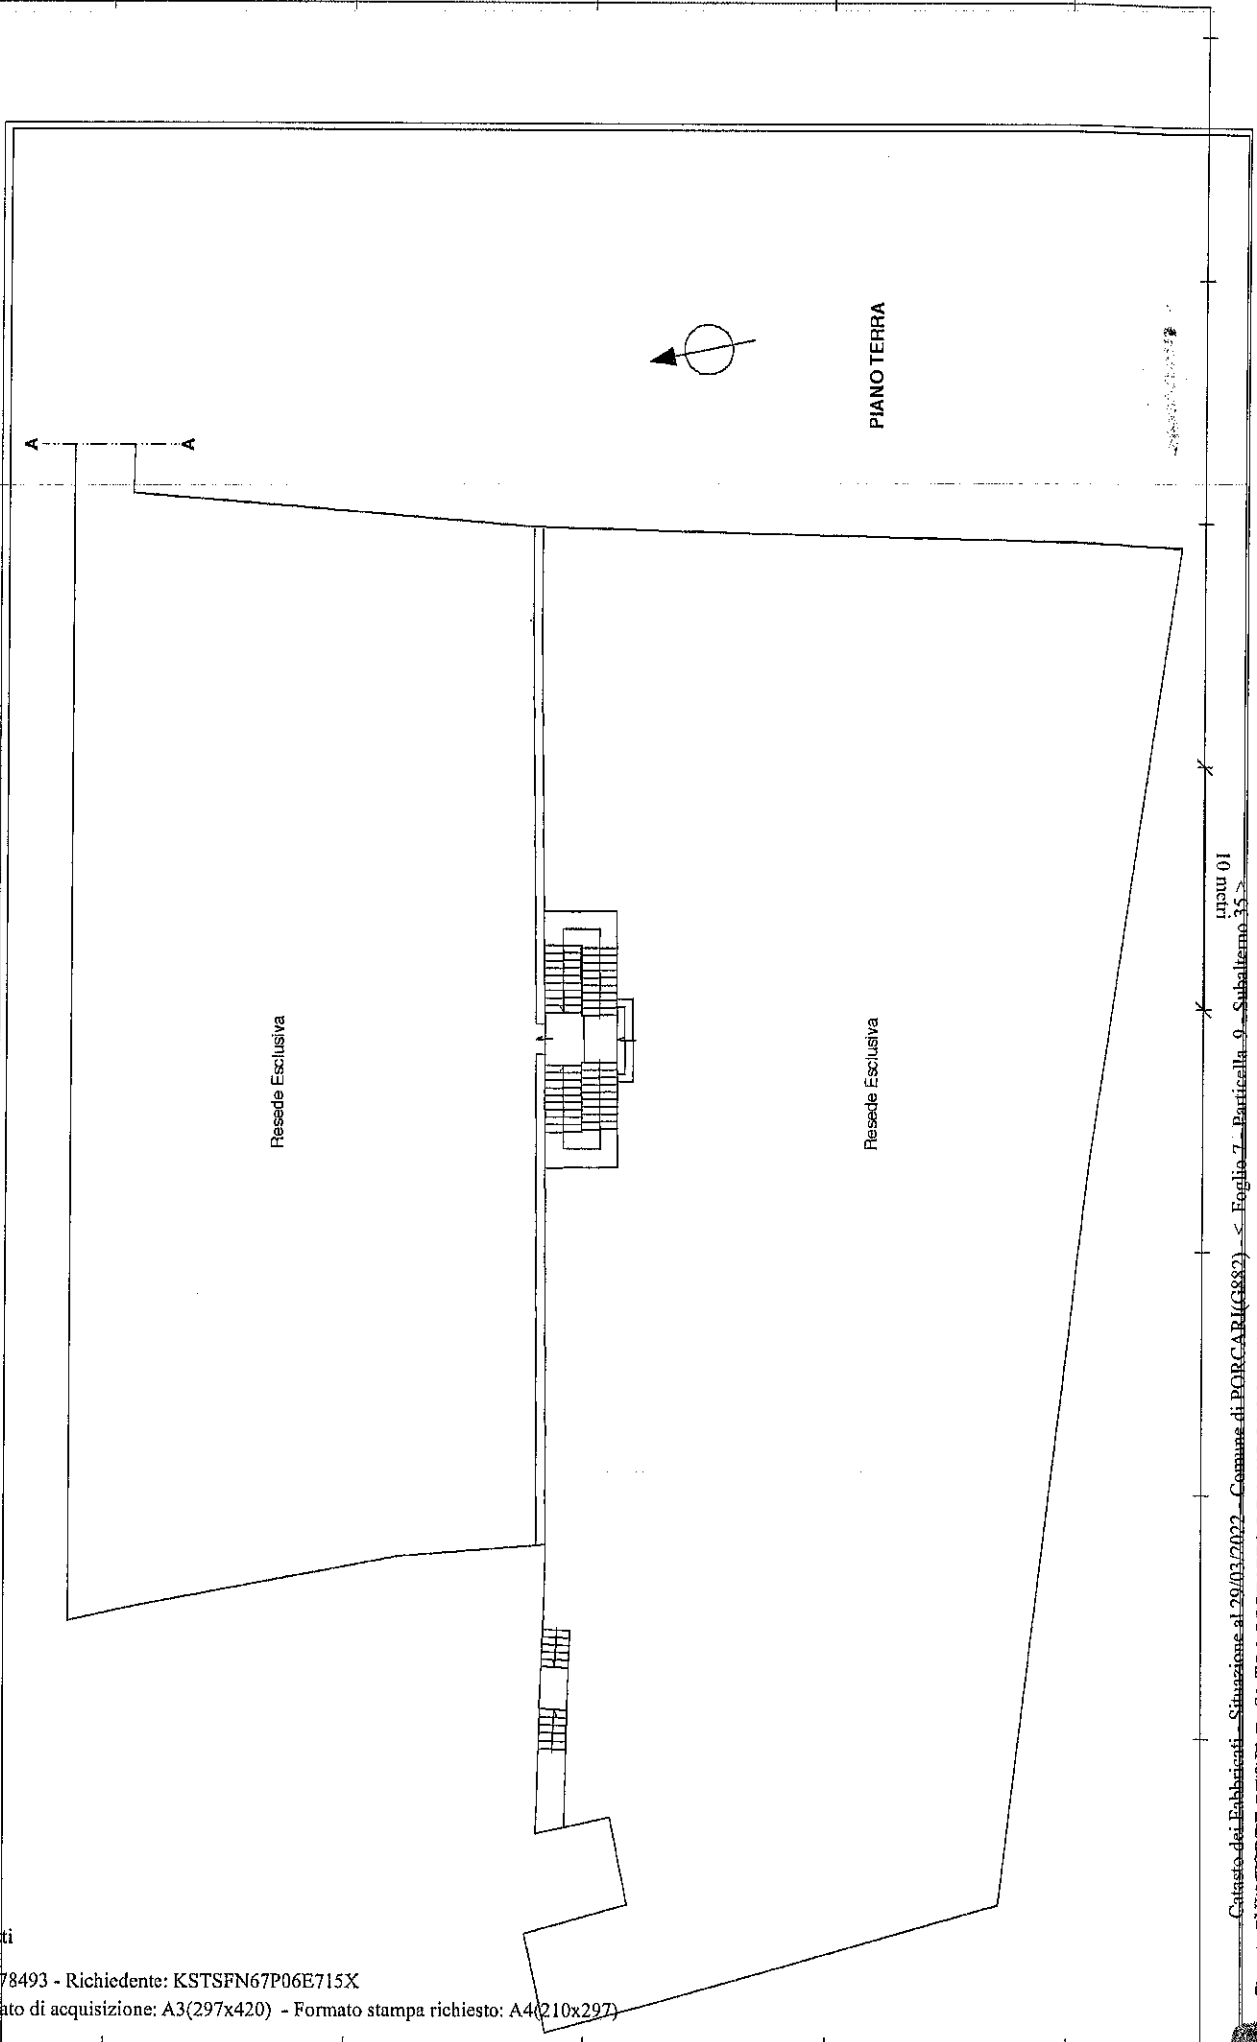 A
A
PIANO TERRA
Resede Esclusiva
Resede Esclusiva
10 metri
Catasto dei Fabbricati - Situazione al 29/03/2022 - Comune di PORCARI(G882) - < Foglio 7 - Particella 9 - Subalterno 35 >
ti
78493 - Richiedente: KSTSFN67P06E715X
ato di acquisizione: A3(297x420) - Formato stampa richiesto: A4(210x297)